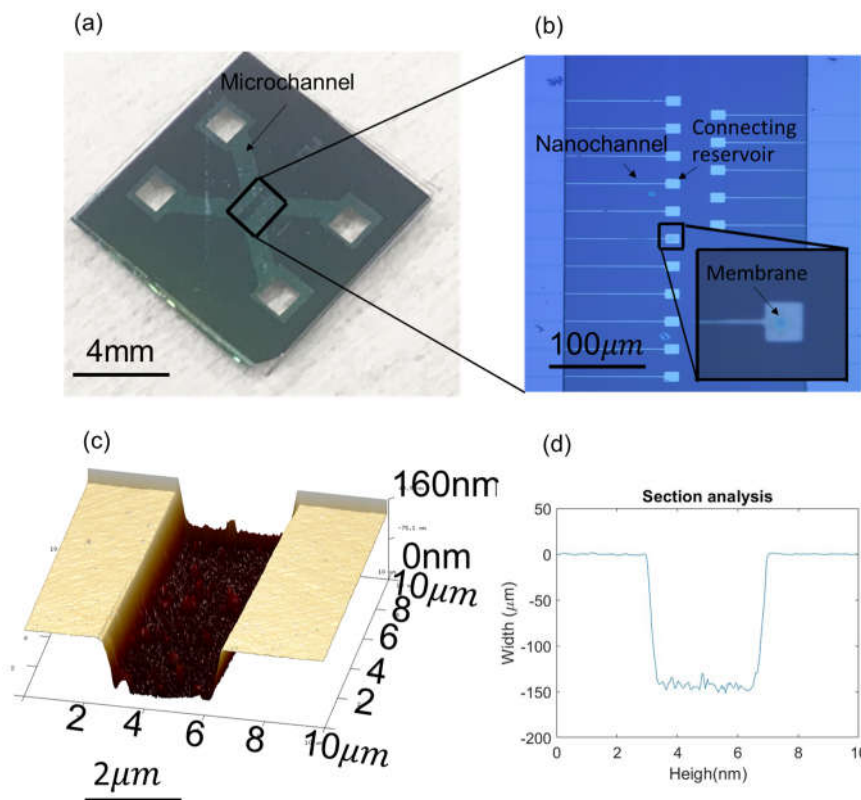 (a)
Microchannel
4mm
(b)
Nanochannel
Connecting
reservoir
Membrane
100μm
(c)
160nm
0nm
10μm
8
6
4
2
2
4
6
8
10μm
2μm
(d)
Section analysis
50
0
-50
-100
-150
-200
Width (μm)
0
2
4
6
8
10
Heigh(nm)